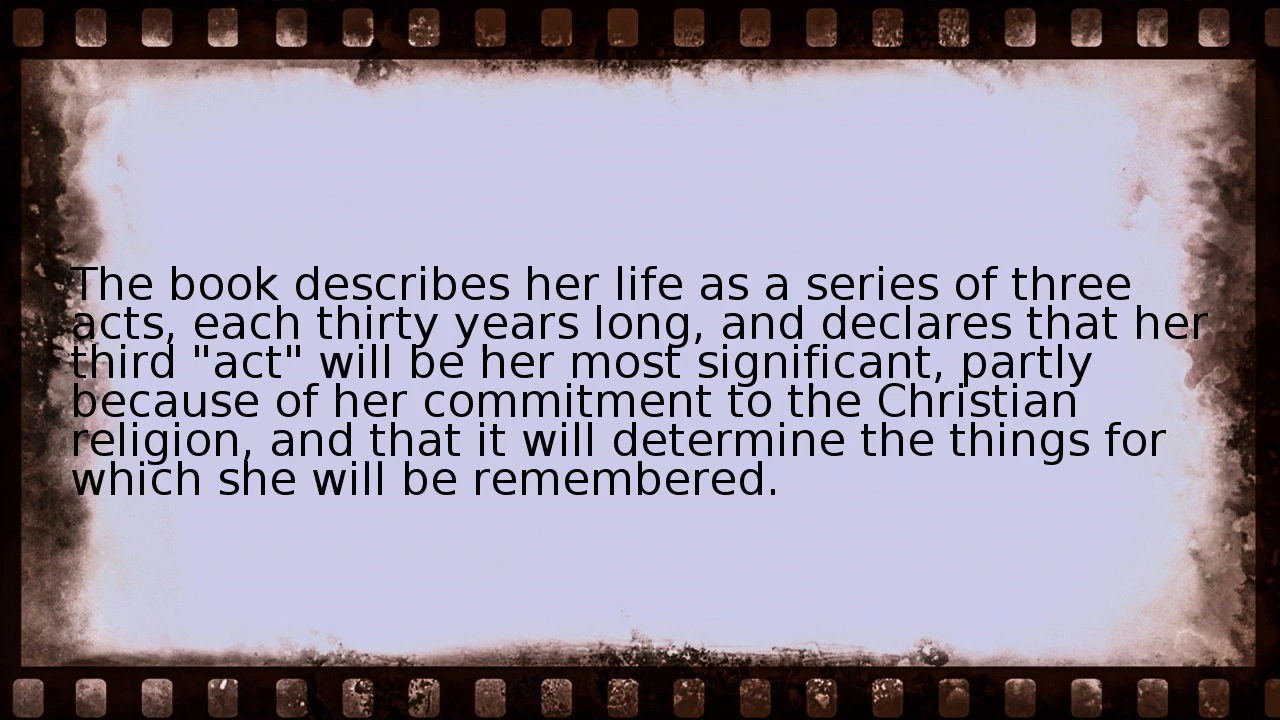 The book describes her life as a series of three
acts, each thirty years long, and declares that her
third "act" will be her most significant, partly
because of her commitment to the Christian
religion, and that it will determine the things for
which she will be remembered.